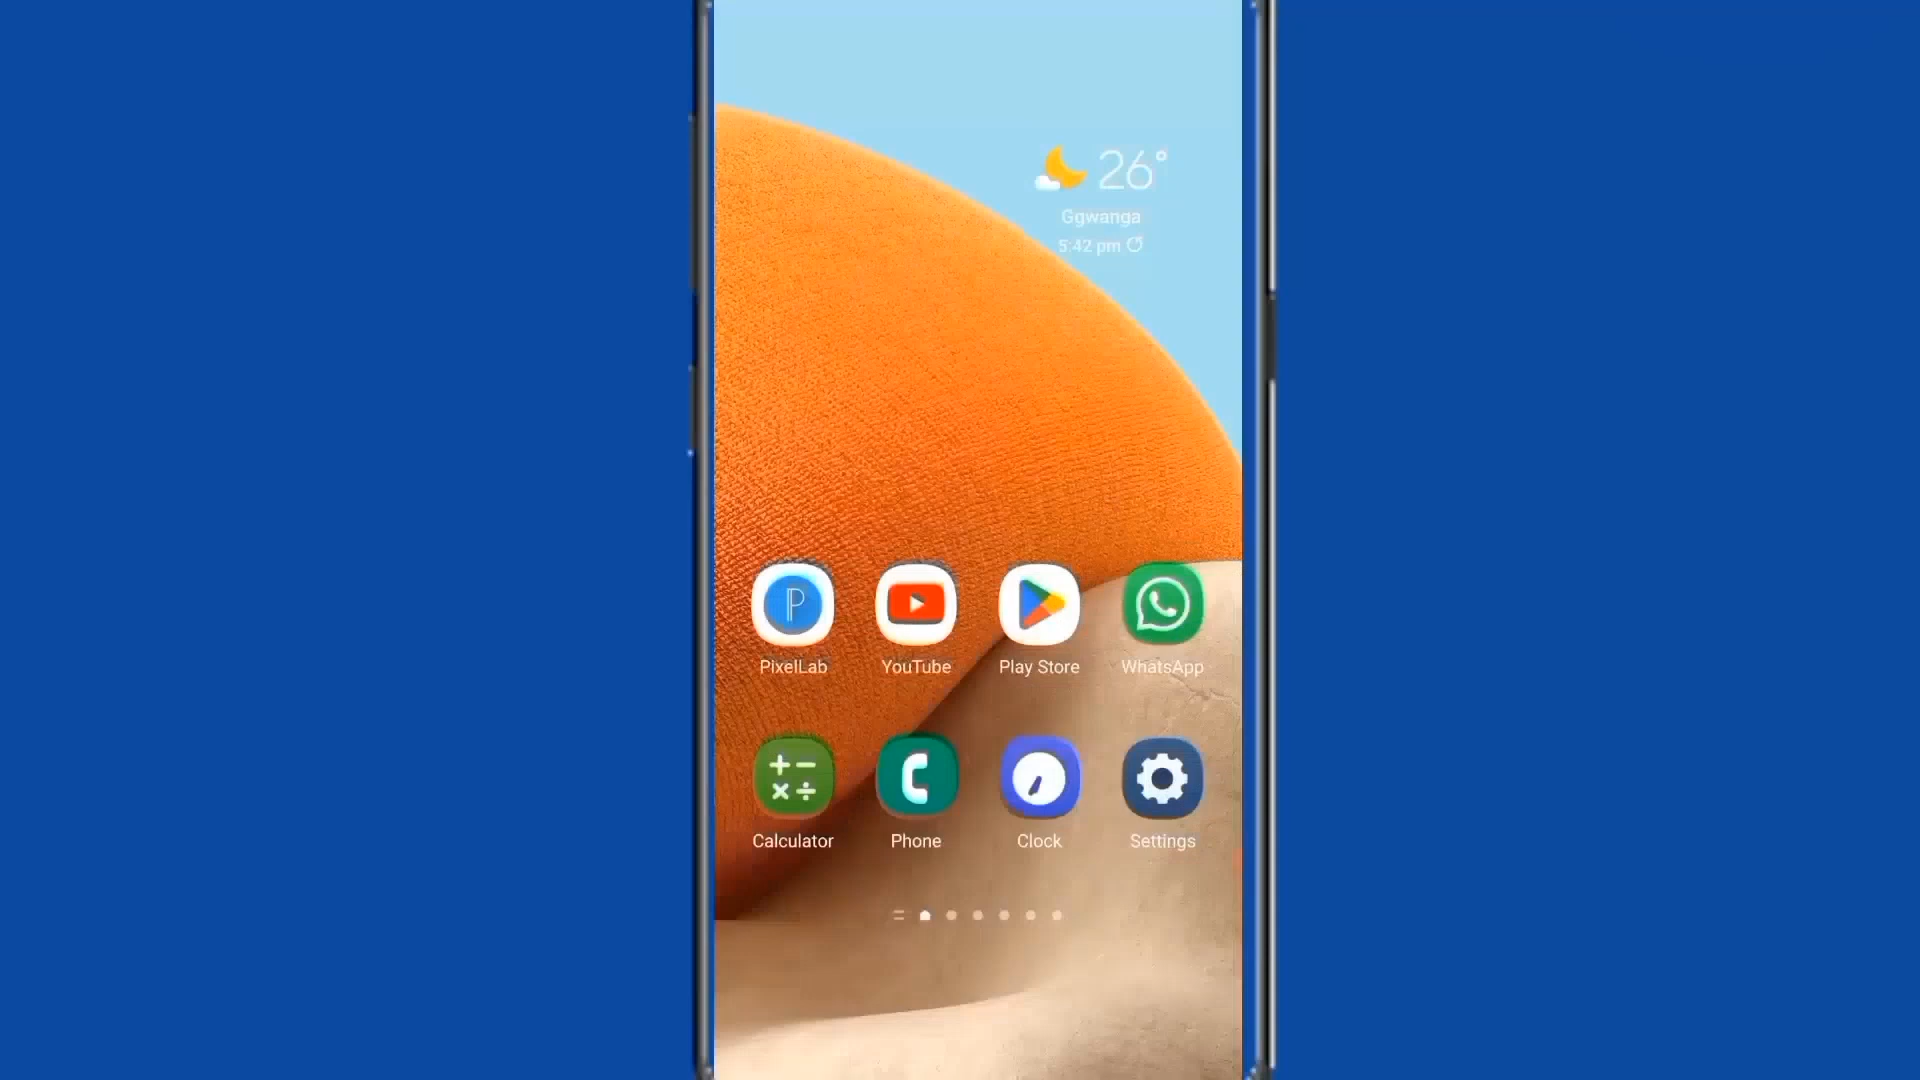 26°
Ggwanga
5:42 pm
PixelLab YouTube Play Store WhatsApp
Calculator Phone Clock Settings